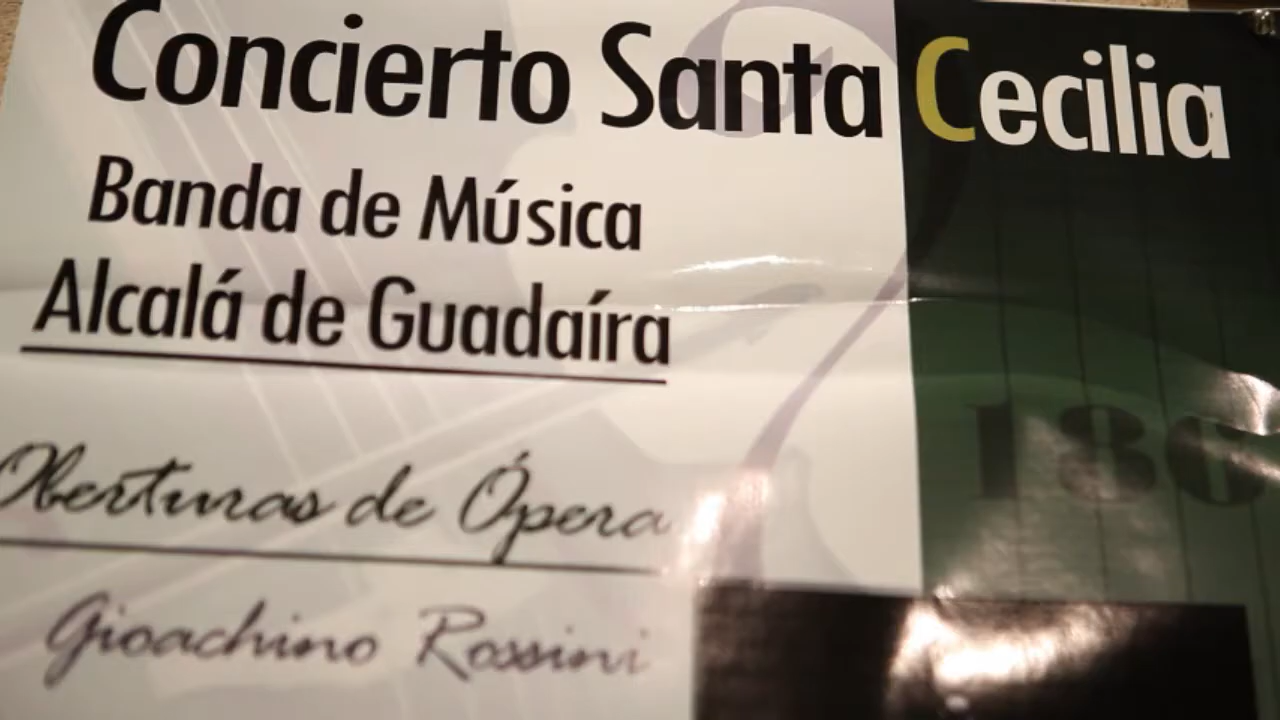 Concierto Santa Cecilia
Banda de Música
Alcalá de Guadaíra
Oberturas de Ópera
Gioachino Rossini